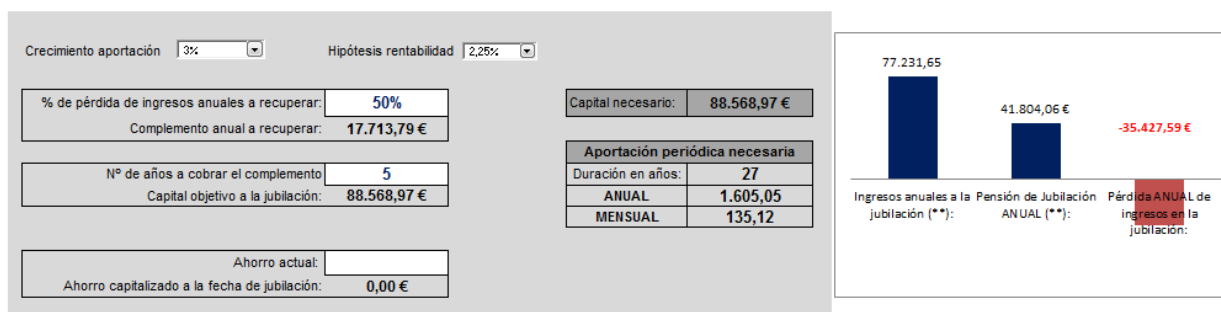 Crecimiento aportación 3% Hipótesis rentabilidad 2,25%
% de pérdida de ingresos anuales a recuperar: 50%
Complemento anual a recuperar: 17.713,79 €
Nº de años a cobrar el complemento 5
Capital objetivo a la jubilación: 88.568,97 €
Ahorro actual:
Ahorro capitalizado a la fecha de jubilación: 0,00 €
Capital necesario: 88.568,97 €
Aportación periódica necesaria
Duración en años: 27
ANUAL 1.605,05
MENSUAL 135,12
77.231,65
41.804,06 €
-35.427,59 €
Ingresos anuales a la
jubilación (**):
Pensión de Jubilación
ANUAL (**):
Pérdida ANUAL de
ingresos en la
jubilación: